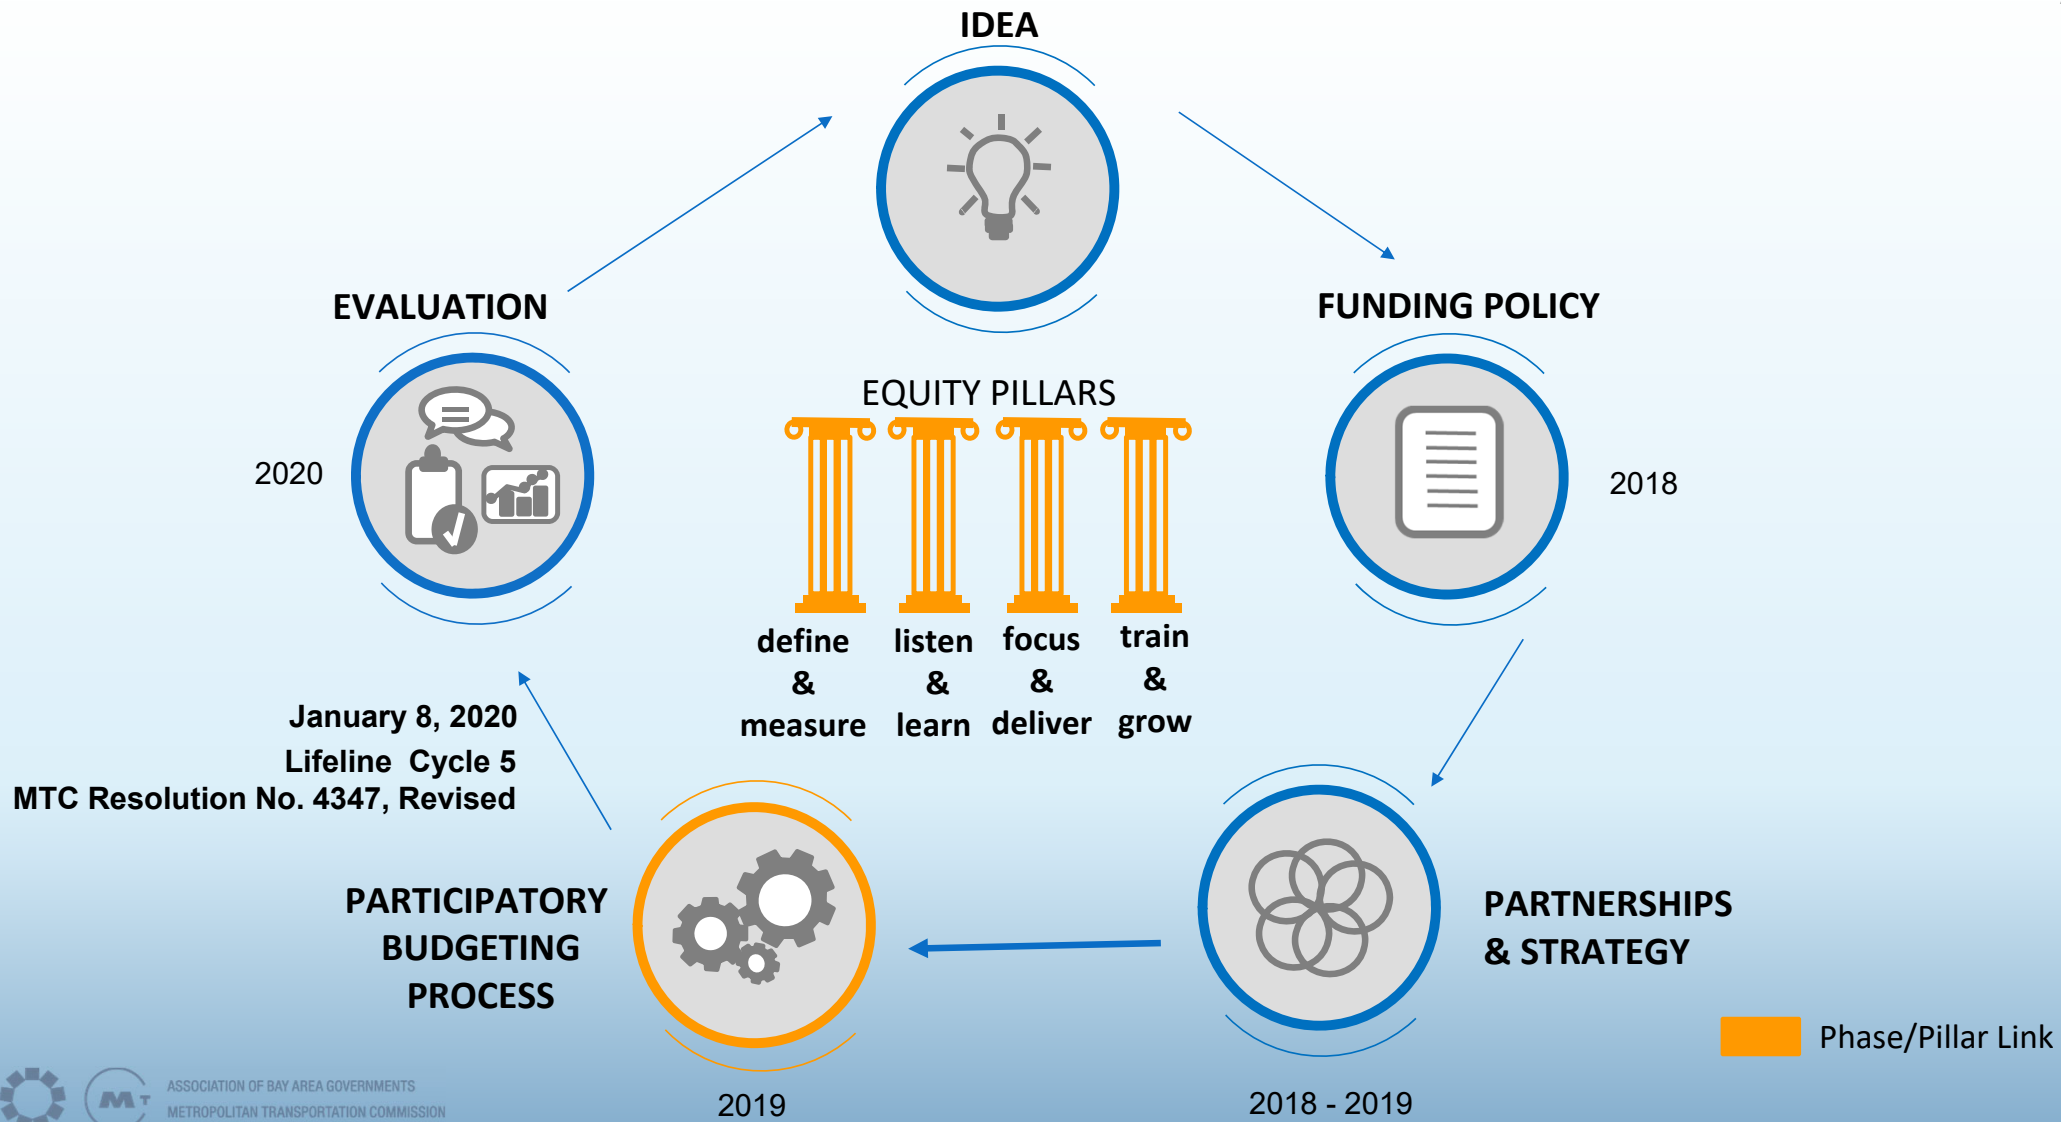 IDEA
EVALUATION
FUNDING POLICY
EQUITY PILLARS
2020
2018
define
&
measure
listen
&
learn
focus
&
deliver
train
&
grow
January 8, 2020
Lifeline Cycle 5
MTC Resolution No. 4347, Revised
PARTICIPATORY
BUDGETING
PROCESS
PARTNERSHIPS
& STRATEGY
Phase/Pillar Link
MT
ASSOCIATION OF BAY AREA GOVERNMENTS
METROPOLITAN TRANSPORTATION COMMISSION
2019
2018 - 2019